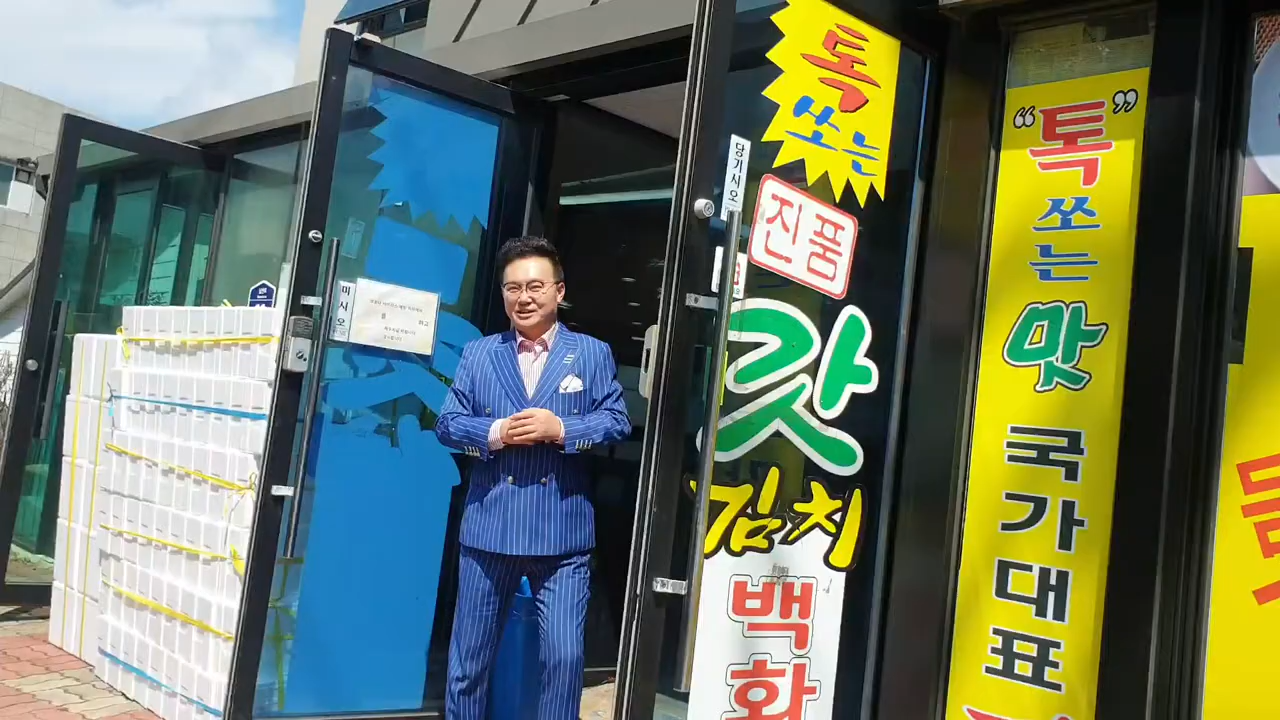 톡
쏘는
당기시오
진품
갓
김치
백
화
"톡"
쏘
는
맛
국
가
대
표
미시오